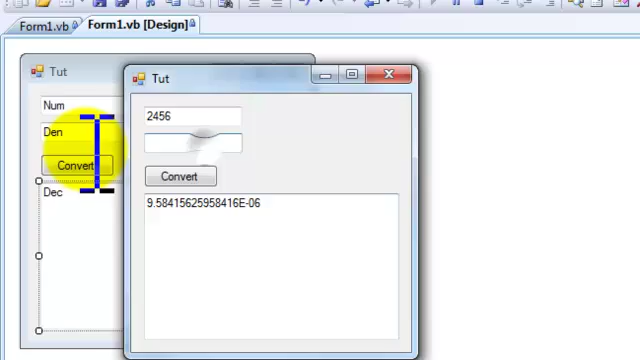 Form1.vb
Form1.vb [Design]
Tut
Tut
Num
2456
Den
Convert
Convert
Dec
9.58415625958416E-06